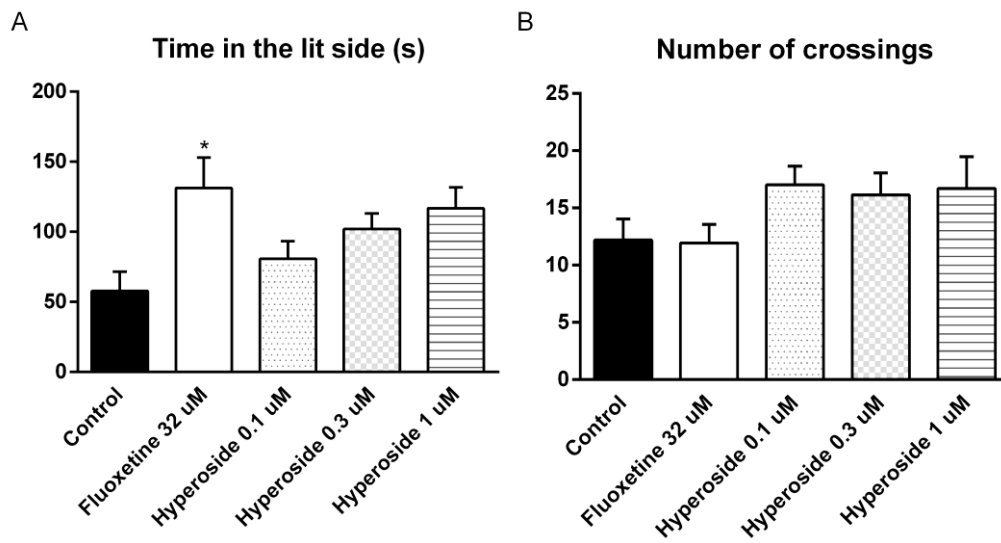 A
Time in the lit side (s)
200
150
100
50
0
*
Control
Fluoxetine 32 uM
Hyperoside 0.1 uM
Hyperoside 0.3 uM
Hyperoside 1 uM
B
Number of crossings
25
20
15
10
5
0
Control
Fluoxetine 32 uM
Hyperoside 0.1 uM
Hyperoside 0.3 uM
Hyperoside 1 uM